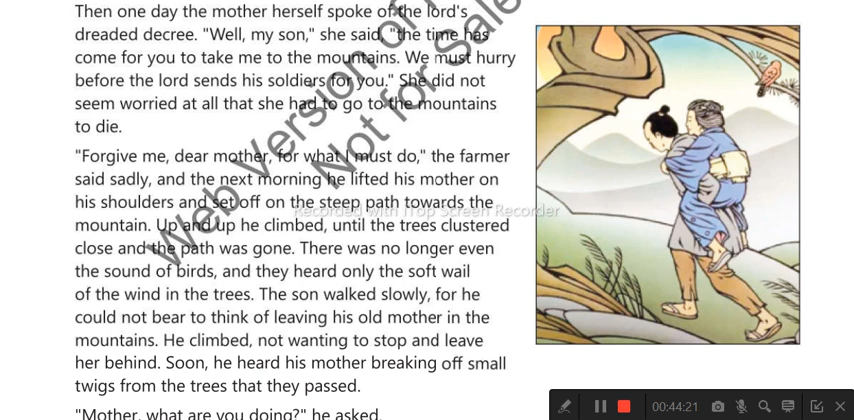 Then one day the mother herself spoke of the lord's
dreaded decree. "Well, my son," she said, "the time has
come for you to take me to the mountains. We must hurry
before the lord sends his soldiers for you." She did not
seem worried at all that she had to go to the mountains
to die.
"Forgive me, dear mother, for what I must do," the farmer
said sadly, and the next morning he lifted his mother on
his shoulders and set off on the steep path towards the
mountain. Up and up he climbed, until the trees clustered
close and the path was gone. There was no longer even
the sound of birds, and they heard only the soft wail
of the wind in the trees. The son walked slowly, for he
could not bear to think of leaving his old mother in the
mountains. He climbed, not wanting to stop and leave
her behind. Soon, he heard his mother breaking off small
twigs from the trees that they passed.
"Mother, what are you doing?" he asked.
Web Version of
Not for Sale
Recorded with iTop Screen Recorder
00:44:21